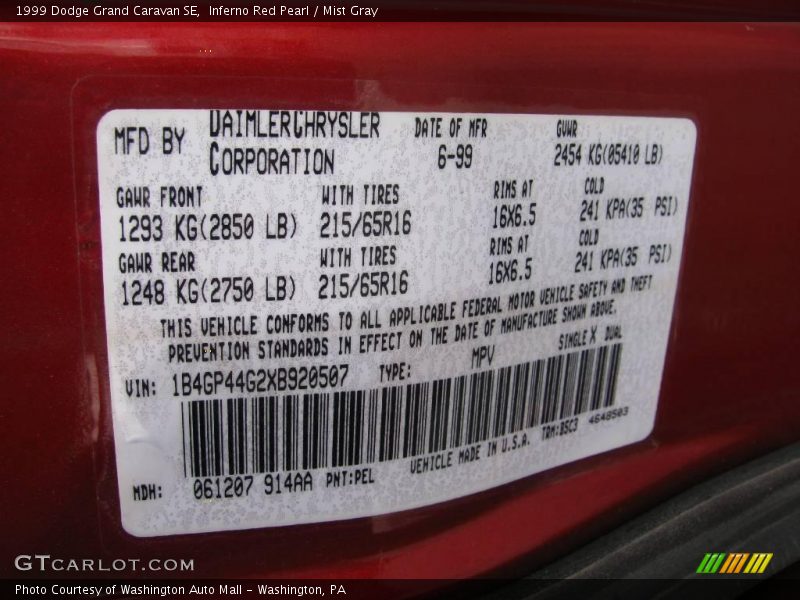 1999 Dodge Grand Caravan SE,  Inferno Red Pearl / Mist Gray
MFD BY DAIMLERCHRYSLER CORPORATION DATE OF MFR 6-99 GVWR 2454 KG(05410 LB)
GAWR FRONT WITH TIRES RIMS AT COLD
1293 KG(2850 LB) 215/65R16 16X6.5 241 KPA(35 PSI)
GAWR REAR WITH TIRES RIMS AT COLD
1248 KG(2750 LB) 215/65R16 16X6.5 241 KPA(35 PSI)
THIS VEHICLE CONFORMS TO ALL APPLICABLE FEDERAL MOTOR VEHICLE SAFETY AND THEFT
PREVENTION STANDARDS IN EFFECT ON THE DATE OF MANUFACTURE SHOWN ABOVE.
VIN: 1B4GP44G2XB920507 TYPE: MPV SINGLE X DUAL
MDH: 061207 914AA PNT:PEL VEHICLE MADE IN U.S.A. TRM:BSC3 4648503
GTCARLOT.COM
Photo Courtesy of Washington Auto Mall - Washington, PA